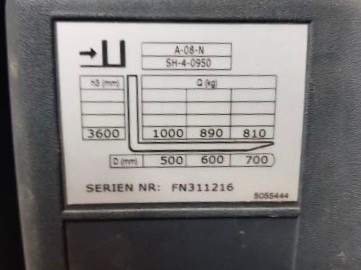 A-08-N
SH-4-0950
h3 (mm) Q (kg)
3600 1000 890 810
D (mm) 500 600 700
SERIEN NR: FN311216
5055444